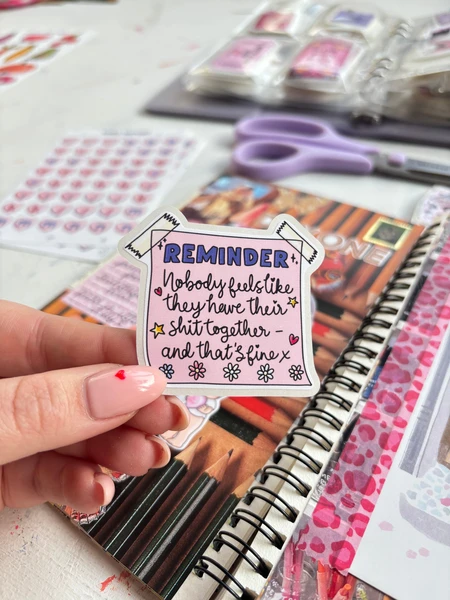 REMINDER
Nobody feels like
they have their
shit together –
and that's fine x